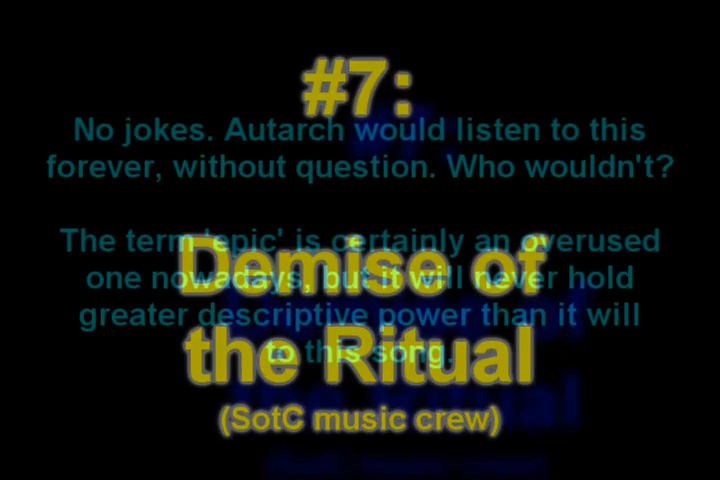 #7:
No jokes. Autarch would listen to this
forever, without question. Who wouldn't?
The term 'epic' is certainly an overused
one nowadays, but it will never hold
greater descriptive power than it will
to this song.
Demise of
the Ritual
(SotC music crew)